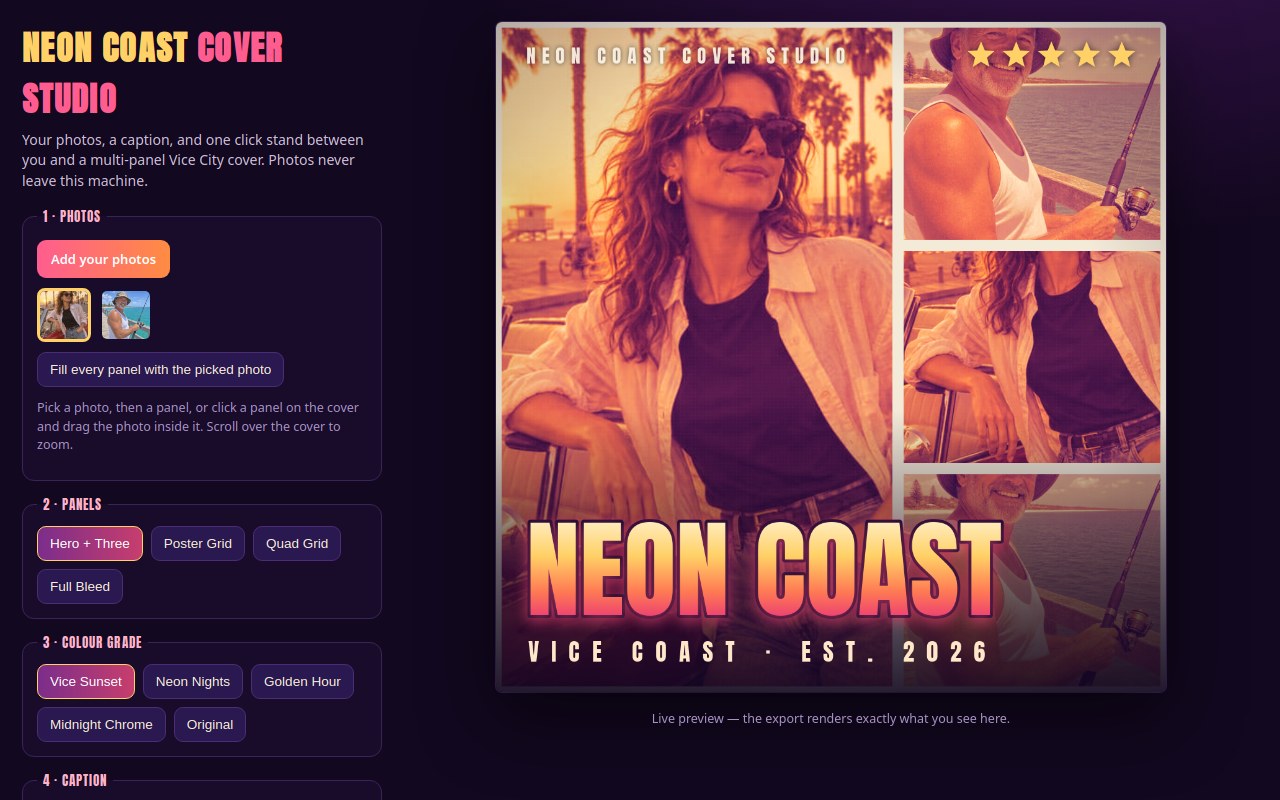 NEON COAST COVER
STUDIO
Your photos, a caption, and one click stand between
you and a multi-panel Vice City cover. Photos never
leave this machine.
1 · PHOTOS
Add your photos
Fill every panel with the picked photo
Pick a photo, then a panel, or click a panel on the cover
and drag the photo inside it. Scroll over the cover to
zoom.
2 · PANELS
Hero + Three
Poster Grid
Quad Grid
Full Bleed
3 · COLOUR GRADE
Vice Sunset
Neon Nights
Golden Hour
Midnight Chrome
Original
4 · CAPTION
NEON COAST COVER STUDIO
NEON COAST
VICE COAST · EST. 2026
Live preview — the export renders exactly what you see here.